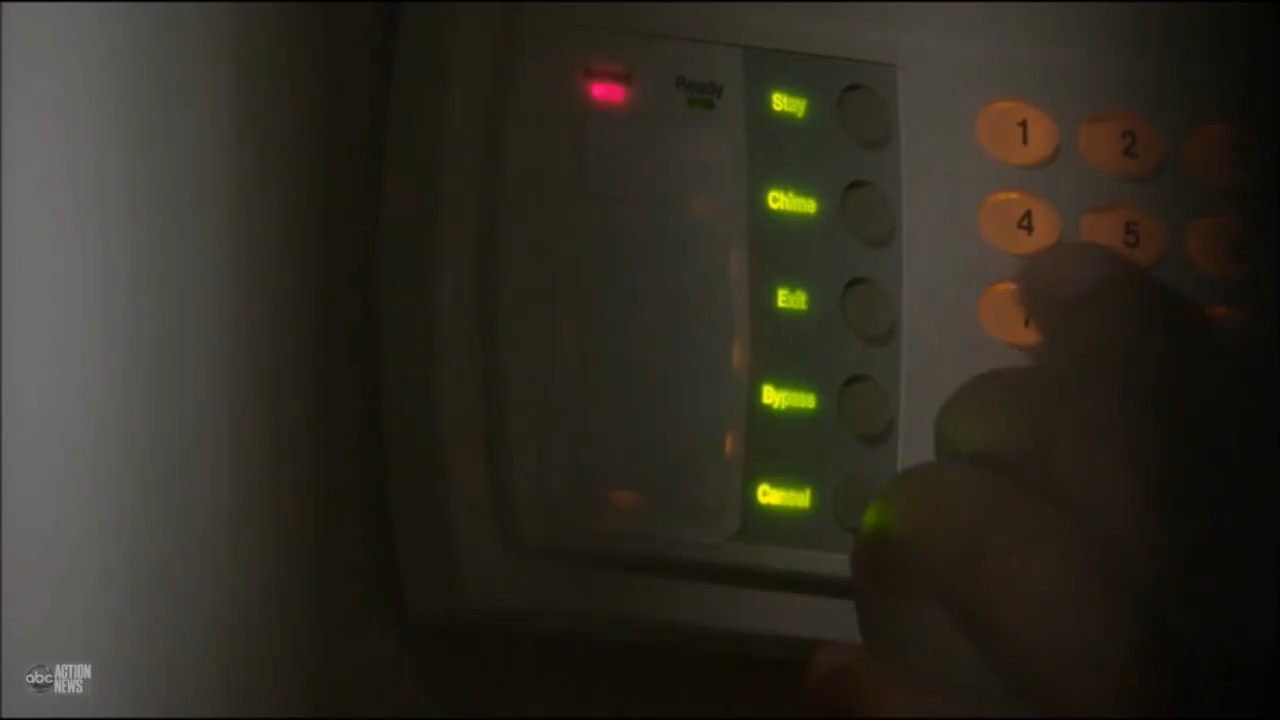 Ready
Stay
1
2
Chime
4
5
Exit
Bypass
Cancel
abc ACTION
NEWS